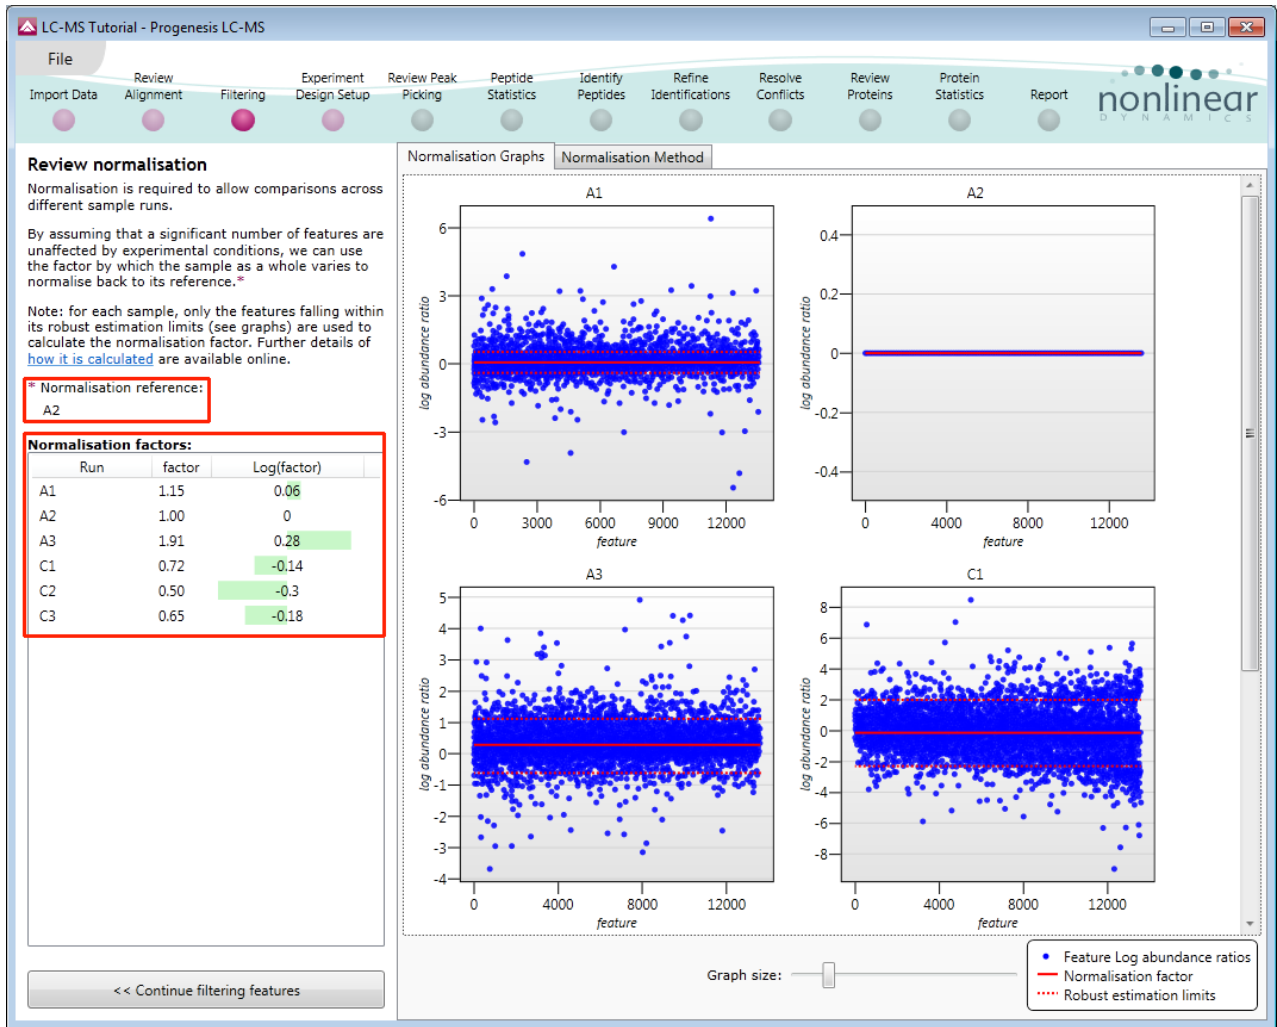 LC-MS Tutorial - Progenesis LC-MS
File
Import Data
Review Alignment
Filtering
Experiment Design Setup
Review Peak Picking
Peptide Statistics
Identify Peptides
Refine Identifications
Resolve Conflicts
Review Proteins
Protein Statistics
Report
nonlinear
DYNAMICS
Review normalisation
Normalisation is required to allow comparisons across
different sample runs.
By assuming that a significant number of features are
unaffected by experimental conditions, we can use
the factor by which the sample as a whole varies to
normalise back to its reference.*
Note: for each sample, only the features falling within
its robust estimation limits (see graphs) are used to
calculate the normalisation factor. Further details of
how it is calculated are available online.
* Normalisation reference:
A2
Normalisation factors:
Run factor Log(factor)
A1 1.15 0.06
A2 1.00 0
A3 1.91 0.28
C1 0.72 -0.14
C2 0.50 -0.3
C3 0.65 -0.18
<< Continue filtering features
Normalisation Graphs Normalisation Method
A1
log abundance ratio
6
3
0
-3
-6
0 3000 6000 9000 12000
feature
A2
log abundance ratio
0.4
0.2
0
-0.2
-0.4
0 4000 8000 12000
feature
A3
log abundance ratio
5
4
3
2
1
0
-1
-2
-3
-4
0 4000 8000 12000
feature
C1
log abundance ratio
8
6
4
2
0
-2
-4
-6
-8
0 4000 8000 12000
feature
Graph size:
Feature Log abundance ratios
Normalisation factor
Robust estimation limits